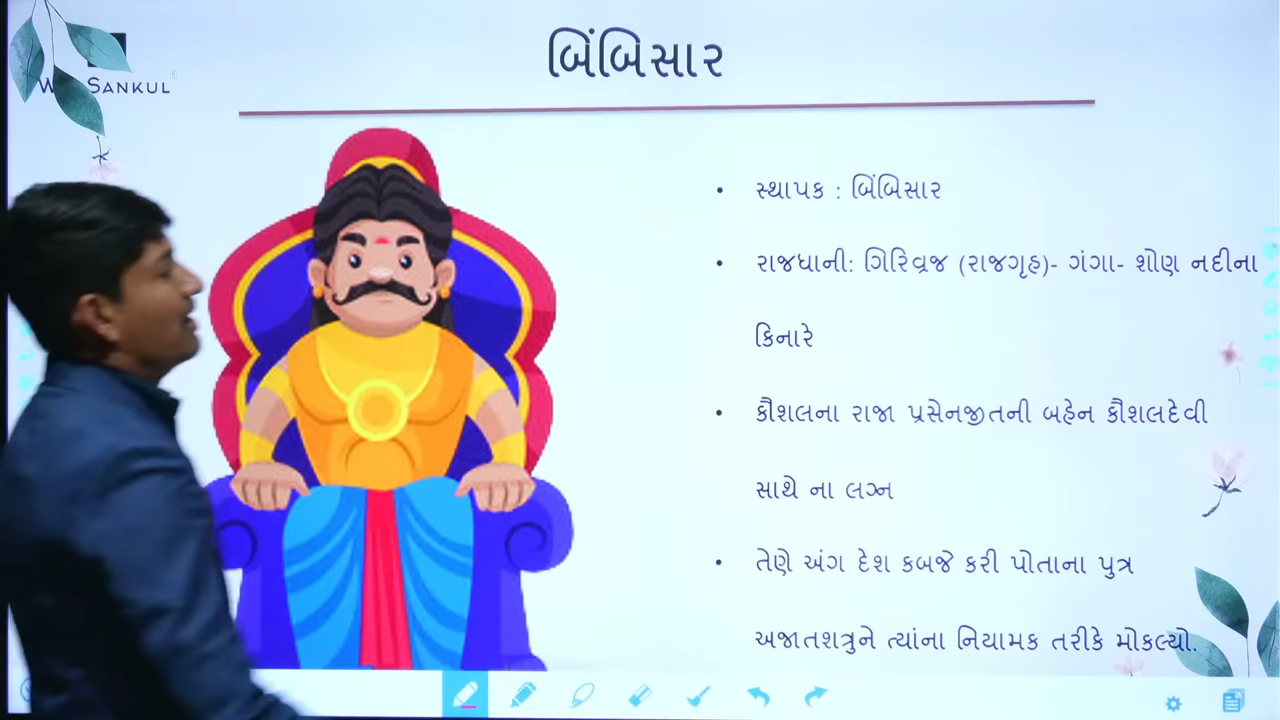 બિંબિસાર
SANKUL
સ્થાપક : બિંબિસાર
રાજધાની: ગિરિવ્રજ (રાજગૃહ)- ગંગા- શોણ નદીના
કિનારે
કૌશલના રાજા પ્રસેનજીતની બહેન કૌશલદેવી
સાથે ના લગ્ન
તેણે અંગ દેશ કબજે કરી પોતાના પુત્ર
અજાતશત્રુને ત્યાંના નિયામક તરીકે મોકલ્યો.